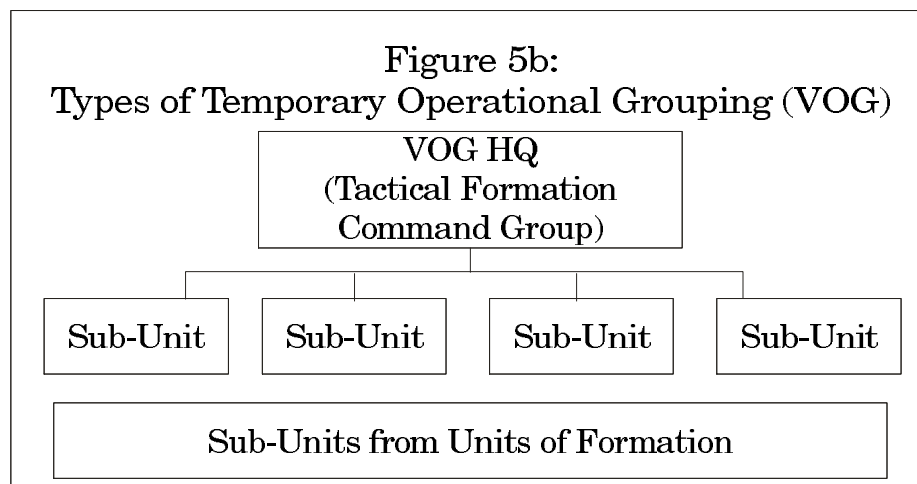 Figure 5b:
Types of Temporary Operational Grouping (VOG)
VOG HQ
(Tactical Formation
Command Group)
Sub-Unit
Sub-Unit
Sub-Unit
Sub-Unit
Sub-Units from Units of Formation